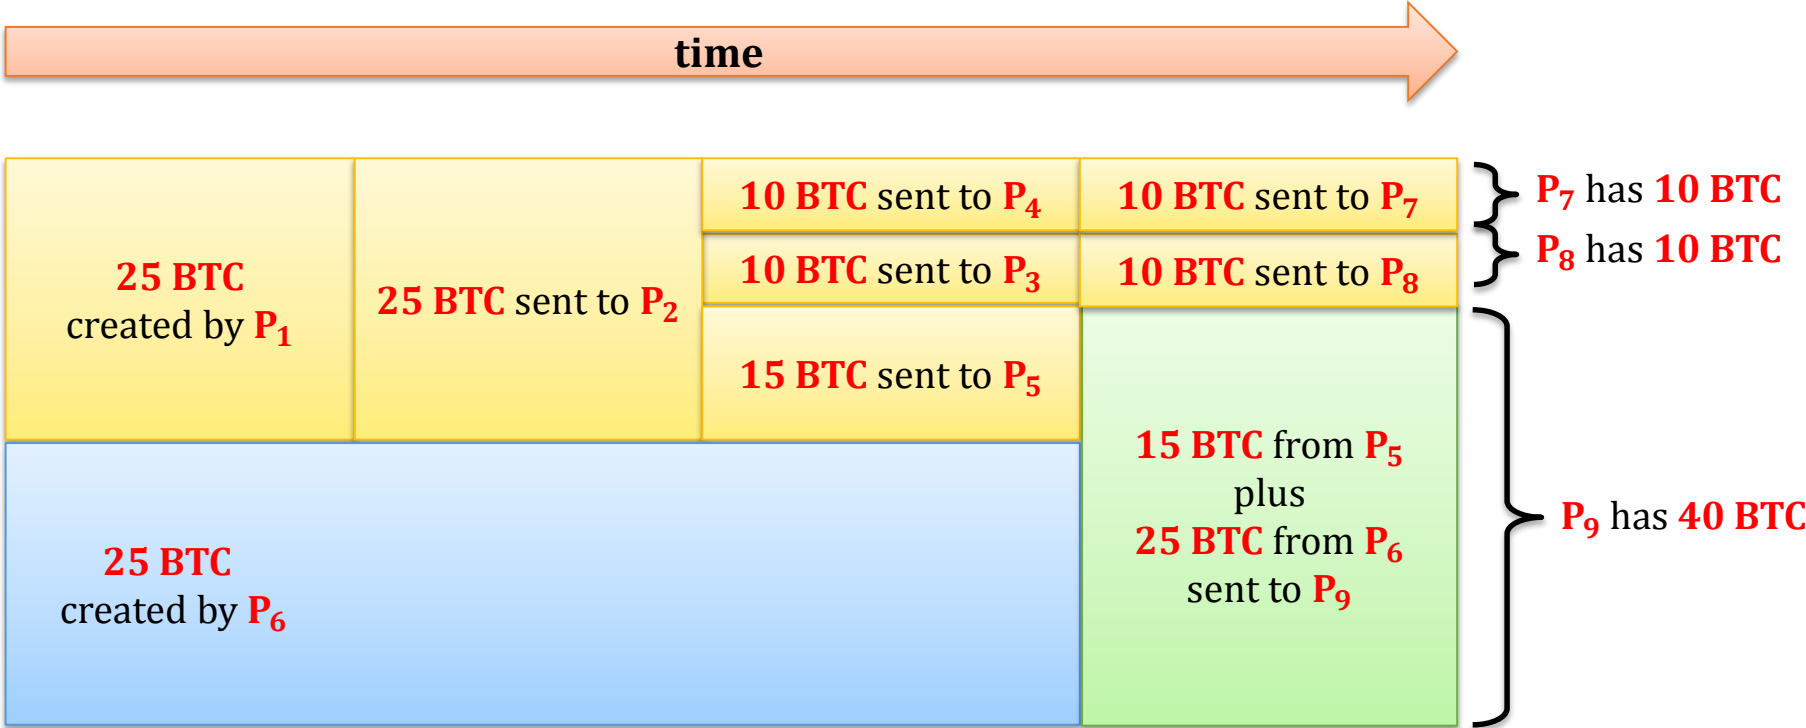 time
25 BTC
created by P₁
25 BTC sent to P₂
10 BTC sent to P₄
10 BTC sent to P₃
15 BTC sent to P₅
10 BTC sent to P₇
10 BTC sent to P₈
25 BTC
created by P₆
15 BTC from P₅
plus
25 BTC from P₆
sent to P₉
P₇ has 10 BTC
P₈ has 10 BTC
P₉ has 40 BTC